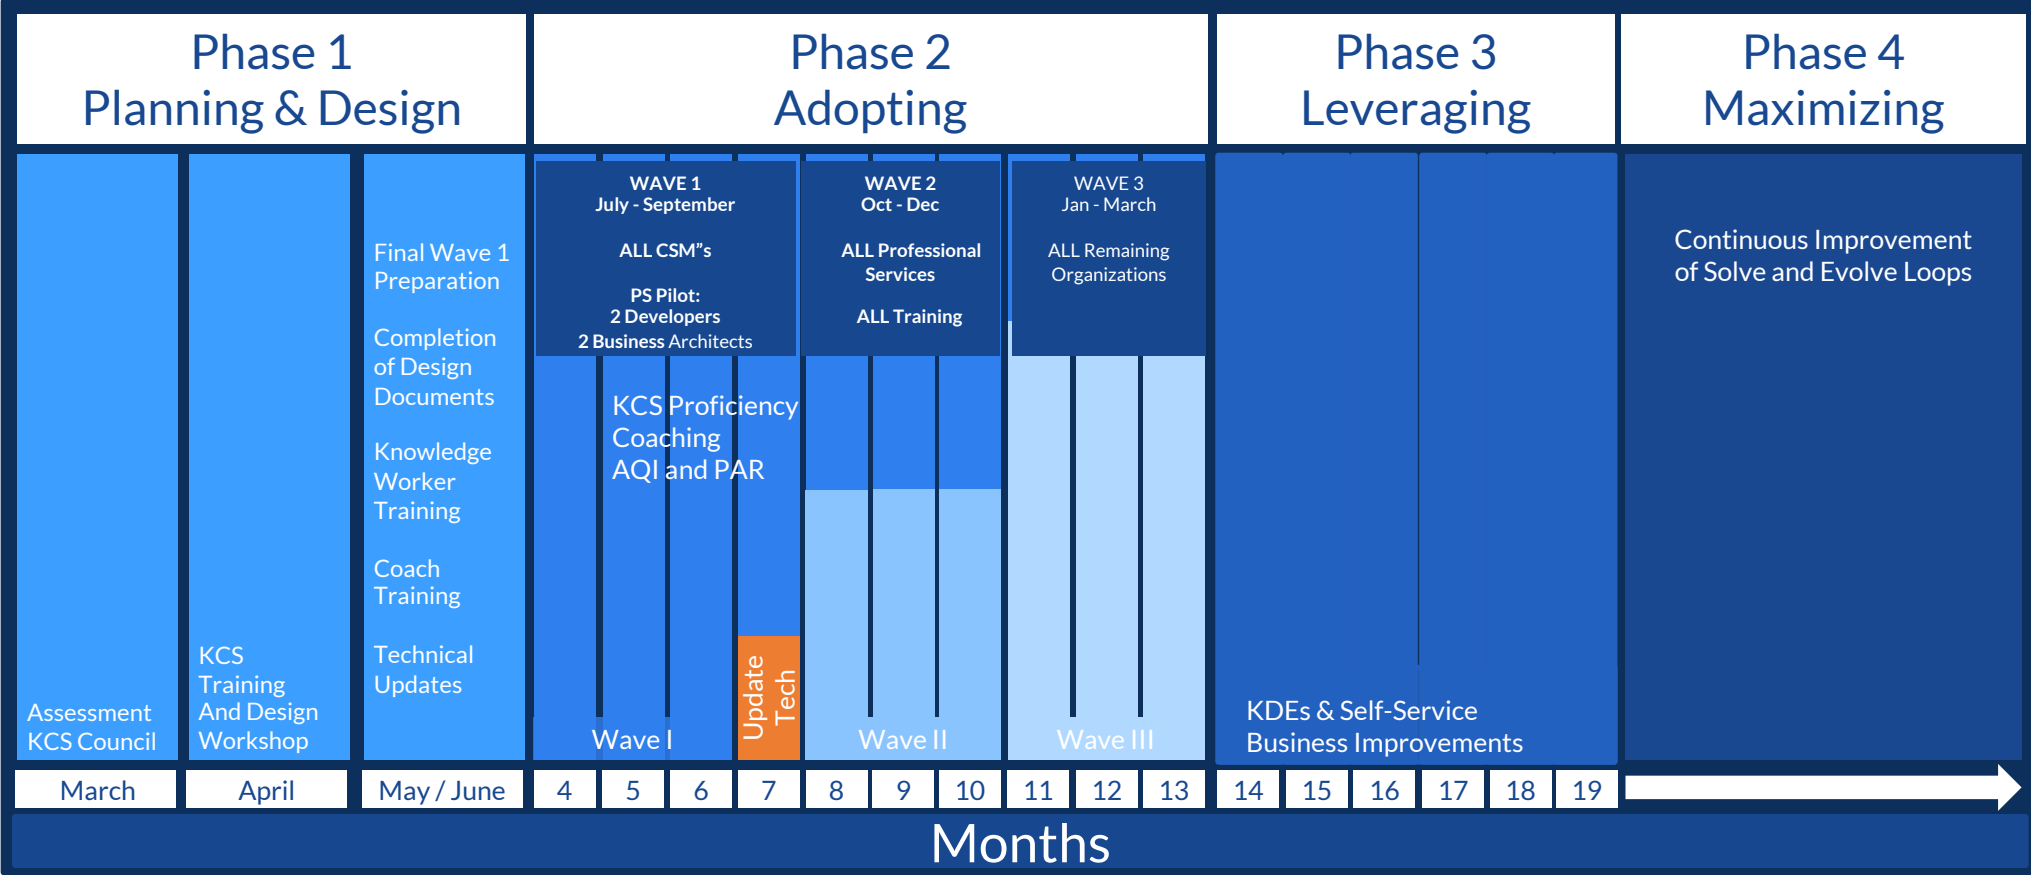 Phase 1
Planning & Design
Phase 2
Adopting
Phase 3
Leveraging
Phase 4
Maximizing
Assessment
KCS Council
KCS
Training
And Design
Workshop
Final Wave 1
Preparation
Completion
of Design
Documents
Knowledge
Worker
Training
Coach
Training
Technical
Updates
WAVE 1
July - September
ALL CSM”s
PS Pilot:
2 Developers
2 Business Architects
WAVE 2
Oct - Dec
ALL Professional
Services
ALL Training
WAVE 3
Jan - March
ALL Remaining
Organizations
KCS Proficiency
Coaching
AQI and PAR
Wave I
Update
Tech
Wave II
Wave III
KDEs & Self-Service
Business Improvements
Continuous Improvement
of Solve and Evolve Loops
March
April
May / June
4
5
6
7
8
9
10
11
12
13
14
15
16
17
18
19
Months